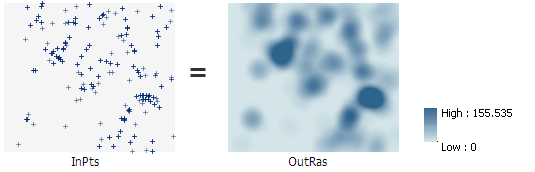 =
High : 155.535
Low : 0
InPts
OutRas